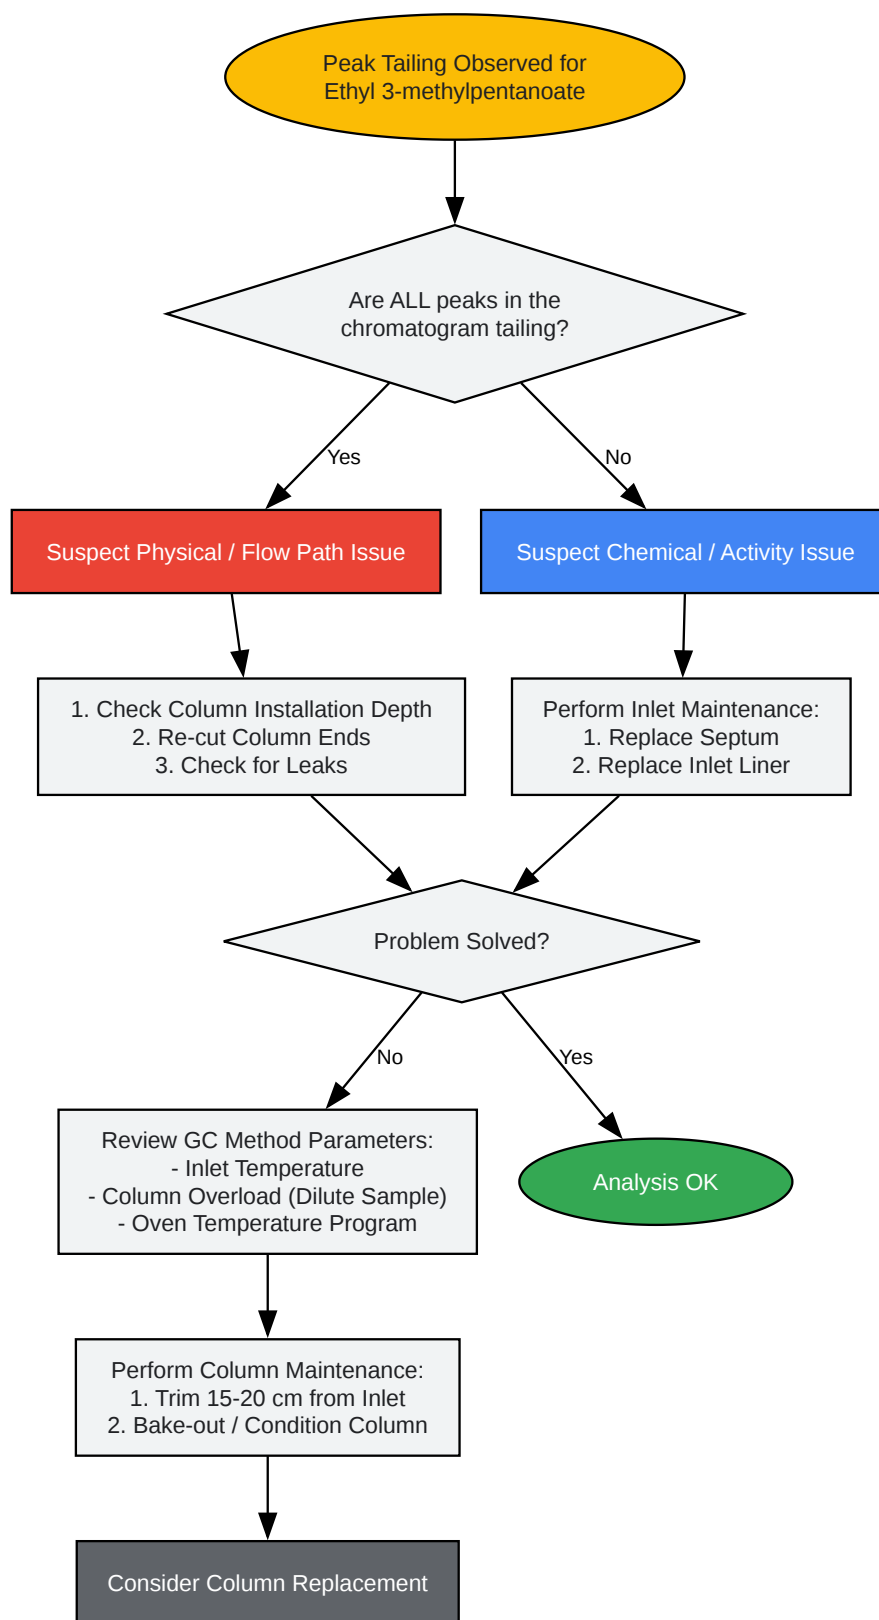 Peak Tailing Observed for
Ethyl 3-methylpentanoate
Are ALL peaks in the
chromatogram tailing?
Yes
No
Suspect Physical / Flow Path Issue
Suspect Chemical / Activity Issue
1. Check Column Installation Depth
2. Re-cut Column Ends
3. Check for Leaks
Perform Inlet Maintenance:
1. Replace Septum
2. Replace Inlet Liner
Problem Solved?
No
Yes
Review GC Method Parameters:
- Inlet Temperature
- Column Overload (Dilute Sample)
- Oven Temperature Program
Analysis OK
Perform Column Maintenance:
1. Trim 15-20 cm from Inlet
2. Bake-out / Condition Column
Consider Column Replacement